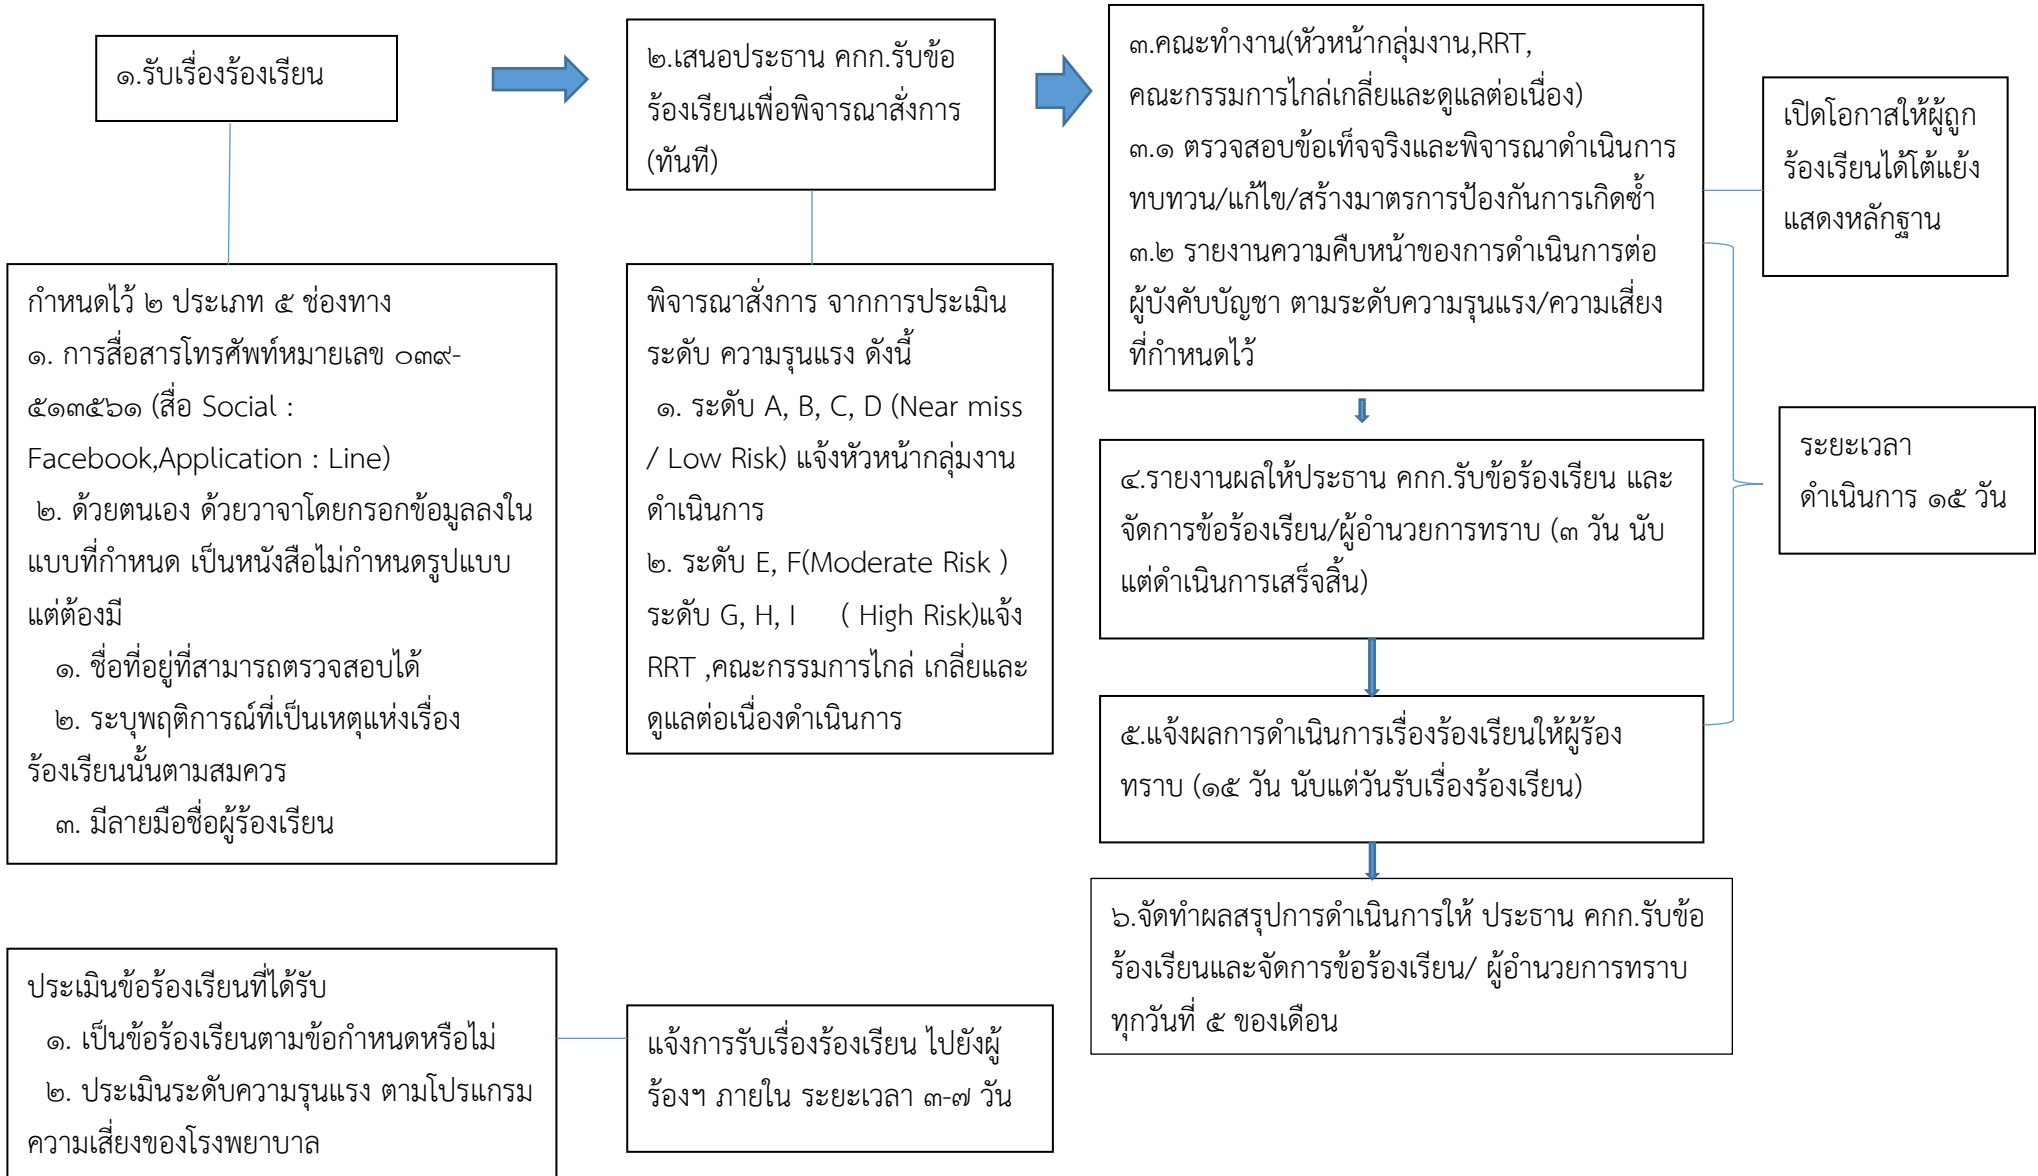 ๑.รับเรื่องร้องเรียน
๒.เสนอประธาน คกก.รับข้อ
ร้องเรียนเพื่อพิจารณาสั่งการ
(ทันที)
๓.คณะทำงาน(หัวหน้ากลุ่มงาน,RRT,
คณะกรรมการไกล่เกลี่ยและดูแลต่อเนื่อง)
๓.๑ ตรวจสอบข้อเท็จจริงและพิจารณาดำเนินการ
ทบทวน/แก้ไข/สร้างมาตรการป้องกันการเกิดซ้ำ
๓.๒ รายงานความคืบหน้าของการดำเนินการต่อ
ผู้บังคับบัญชา ตามระดับความรุนแรง/ความเสี่ยง
ที่กำหนดไว้
เปิดโอกาสให้ผู้ถูก
ร้องเรียนได้โต้แย้ง
แสดงหลักฐาน
กำหนดไว้ ๒ ประเภท ๕ ช่องทาง
๑. การสื่อสารโทรศัพท์หมายเลข ๐๓๙-
๕๑๓๕๖๑ (สื่อ Social :
Facebook,Application : Line)
๒. ด้วยตนเอง ด้วยวาจาโดยกรอกข้อมูลลงใน
แบบที่กำหนด เป็นหนังสือไม่กำหนดรูปแบบ
แต่ต้องมี
๑. ชื่อที่อยู่ที่สามารถตรวจสอบได้
๒. ระบุพฤติการณ์ที่เป็นเหตุแห่งเรื่อง
ร้องเรียนนั้นตามสมควร
๓. มีลายมือชื่อผู้ร้องเรียน
พิจารณาสั่งการ จากการประเมิน
ระดับ ความรุนแรง ดังนี้
๑. ระดับ A, B, C, D (Near miss
/ Low Risk) แจ้งหัวหน้ากลุ่มงาน
ดำเนินการ
๒. ระดับ E, F(Moderate Risk )
ระดับ G, H, I ( High Risk)แจ้ง
RRT ,คณะกรรมการไกล่ เกลี่ยและ
ดูแลต่อเนื่องดำเนินการ
๔.รายงานผลให้ประธาน คกก.รับข้อร้องเรียน และ
จัดการข้อร้องเรียน/ผู้อำนวยการทราบ (๓ วัน นับ
แต่ดำเนินการเสร็จสิ้น)
ระยะเวลา
ดำเนินการ ๑๕ วัน
๕.แจ้งผลการดำเนินการเรื่องร้องเรียนให้ผู้ร้อง
ทราบ (๑๕ วัน นับแต่วันรับเรื่องร้องเรียน)
๖.จัดทำผลสรุปการดำเนินการให้ ประธาน คกก.รับข้อ
ร้องเรียนและจัดการข้อร้องเรียน/ ผู้อำนวยการทราบ
ทุกวันที่ ๕ ของเดือน
ประเมินข้อร้องเรียนที่ได้รับ
๑. เป็นข้อร้องเรียนตามข้อกำหนดหรือไม่
๒. ประเมินระดับความรุนแรง ตามโปรแกรม
ความเสี่ยงของโรงพยาบาล
แจ้งการรับเรื่องร้องเรียน ไปยังผู้
ร้องฯ ภายใน ระยะเวลา ๓-๗ วัน